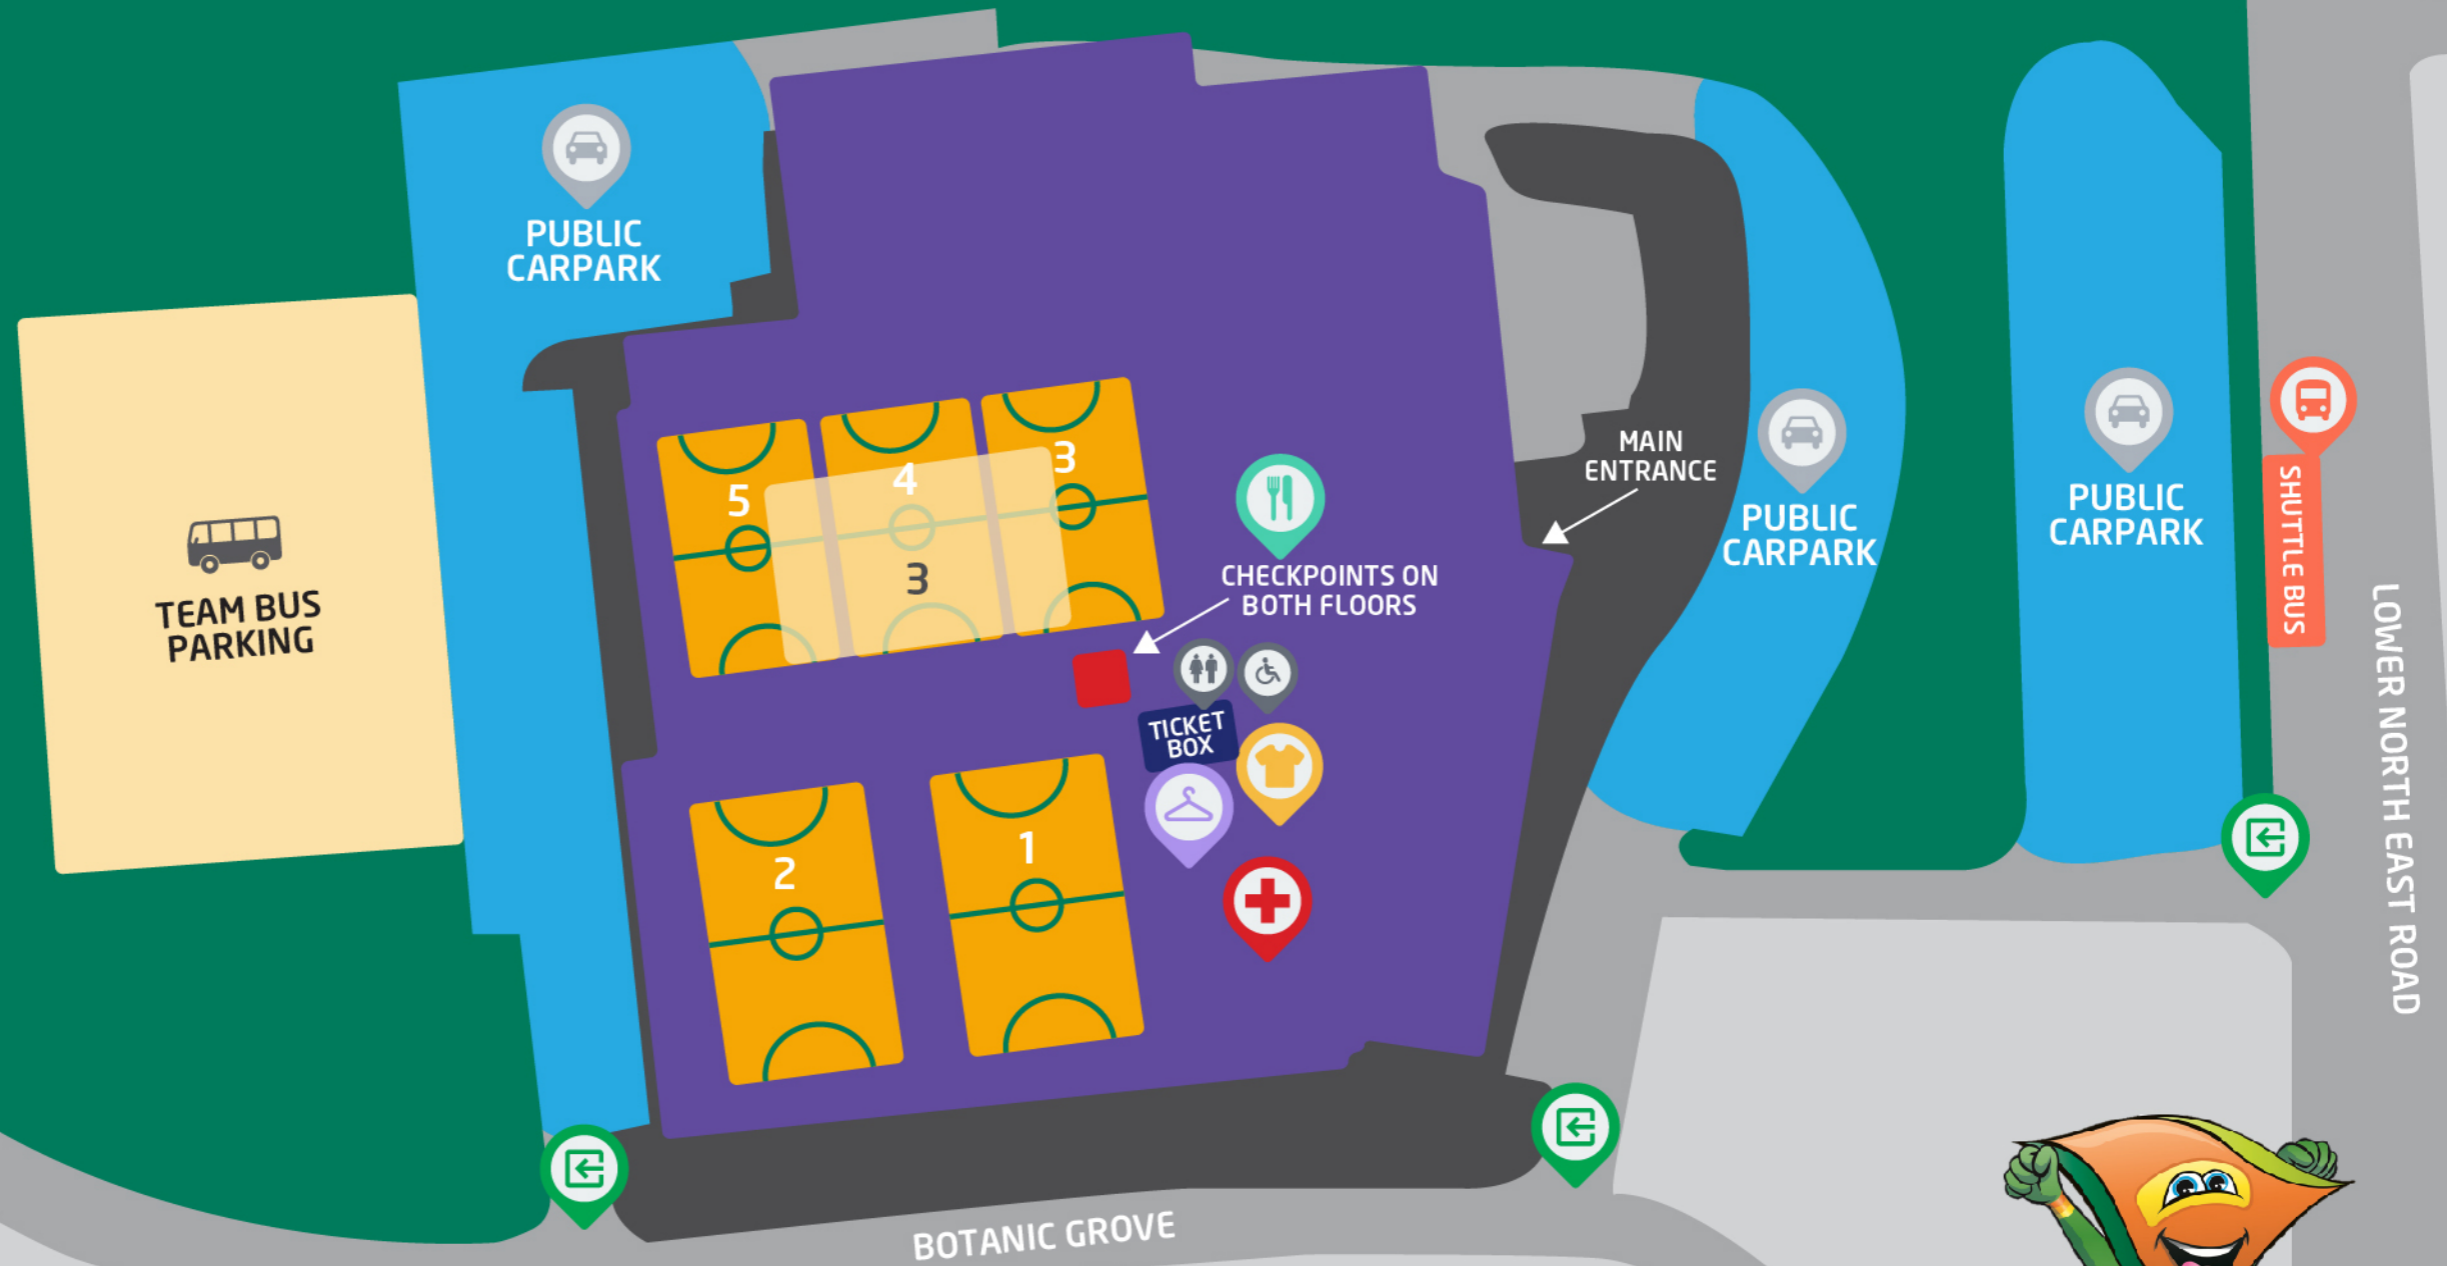 PUBLIC
CARPARK
TEAM BUS
PARKING
5
4
3
3
MAIN
ENTRANCE
CHECKPOINTS ON
BOTH FLOORS
TICKET
BOX
2
1
PUBLIC
CARPARK
PUBLIC
CARPARK
SHUTTLE BUS
LOWER NORTH EAST ROAD
BOTANIC GROVE